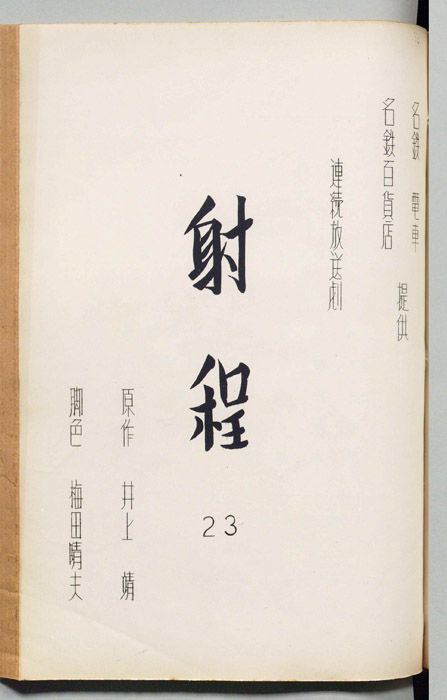 名鉄 電車
名鉄百貨店
提供
連続放送劇
射程
23
原作 井上 靖
脚色 梅田晴夫